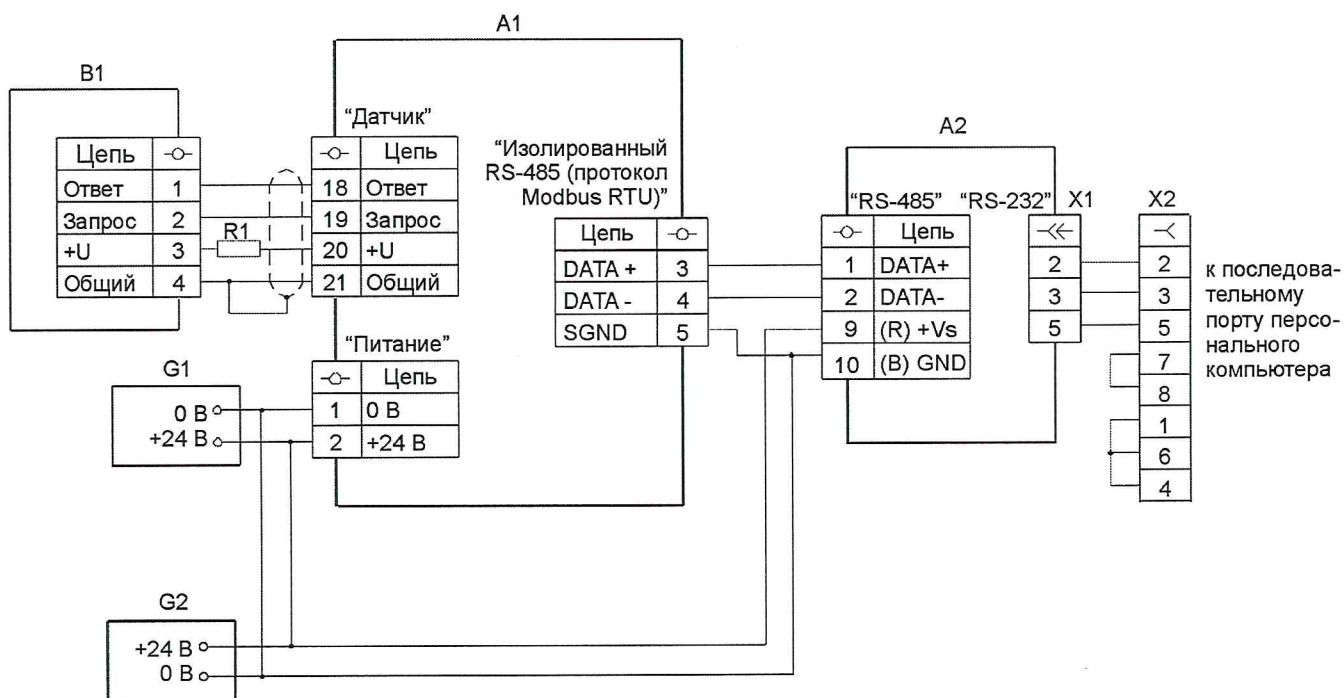 A1
B1
"Датчик"
Цепь
Ответ 1
Запрос 2
+U 3
Общий 4
R1
Цепь
18 Ответ
19 Запрос
20 +U
21 Общий
"Питание"
Цепь
1 0 В
2 +24 В
G1
0 В
+24 В
G2
+24 В
0 В
"Изолированный
RS-485 (протокол
Modbus RTU)"
Цепь
DATA + 3
DATA - 4
SGND 5
A2
"RS-485" "RS-232" X1 X2
Цепь
1 DATA+
2 DATA-
9 (R) +Vs
10 (B) GND
2
3
5
2
3
5
7
8
1
6
4
к последова-
тельному
порту персо-
нального
компьютера